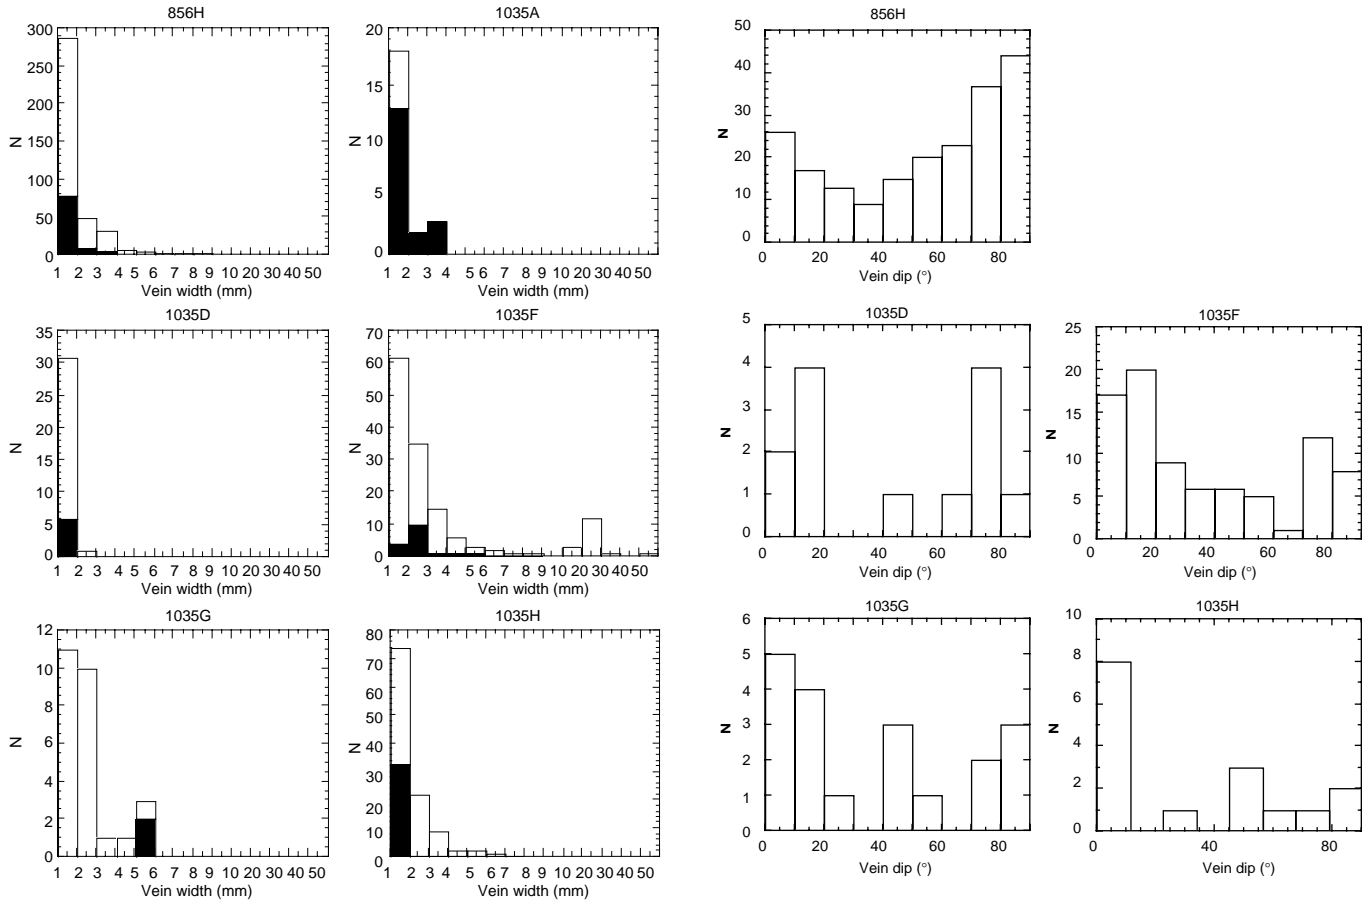 856H
300
250
200
150
100
50
0
N
1 2 3 4 5 6 7 8 9 10 20 30 40 50
Vein width (mm)
1035A
20
15
10
5
0
N
1 2 3 4 5 6 7 8 9 10 20 30 40 50
Vein width (mm)
856H
50
40
30
20
10
0
N
0 20 40 60 80
Vein dip (°)
1035D
35
30
25
20
15
10
5
0
N
1 2 3 4 5 6 7 8 9 10 20 30 40 50
Vein width (mm)
1035F
70
60
50
40
30
20
10
0
N
1 2 3 4 5 6 7 8 9 10 20 30 40 50
Vein width (mm)
1035D
5
4
3
2
1
0
N
0 20 40 60 80
Vein dip (°)
1035F
25
20
15
10
5
0
N
0 20 40 60 80
Vein dip (°)
1035G
12
10
8
6
4
2
0
N
1 2 3 4 5 6 7 8 9 10 20 30 40 50
Vein width (mm)
1035H
80
70
60
50
40
30
20
10
0
N
1 2 3 4 5 6 7 8 9 10 20 30 40 50
Vein width (mm)
1035G
6
5
4
3
2
1
0
N
0 20 40 60 80
Vein dip (°)
1035H
10
8
6
4
2
0
N
0 40 80
Vein dip (°)